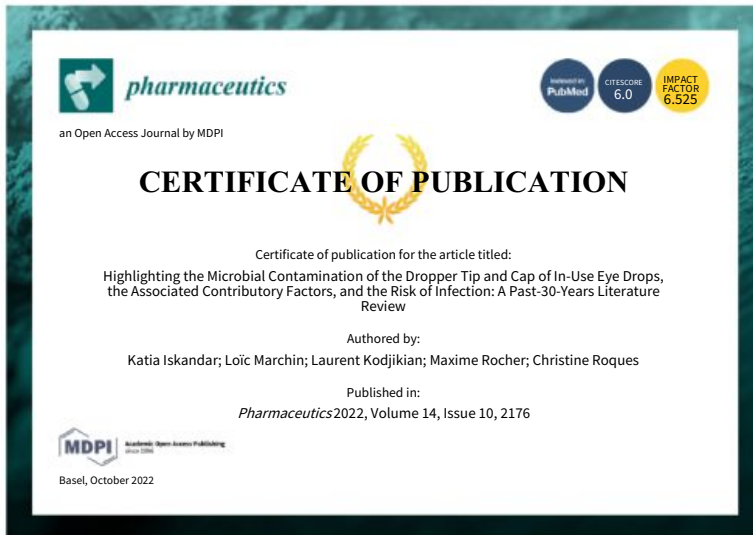 pharmaceutics
Indexed in:
PubMed
CITESCORE
6.0
IMPACT
FACTOR
6.525
an Open Access Journal by MDPI
CERTIFICATE OF PUBLICATION
Certificate of publication for the article titled:
Highlighting the Microbial Contamination of the Dropper Tip and Cap of In-Use Eye Drops,
the Associated Contributory Factors, and the Risk of Infection: A Past-30-Years Literature
Review
Authored by:
Katia Iskandar; Loïc Marchin; Laurent Kodjikian; Maxime Rocher; Christine Roques
Published in:
Pharmaceutics 2022, Volume 14, Issue 10, 2176
MDPI
Academic Open Access Publishing
since 1996
Basel, October 2022